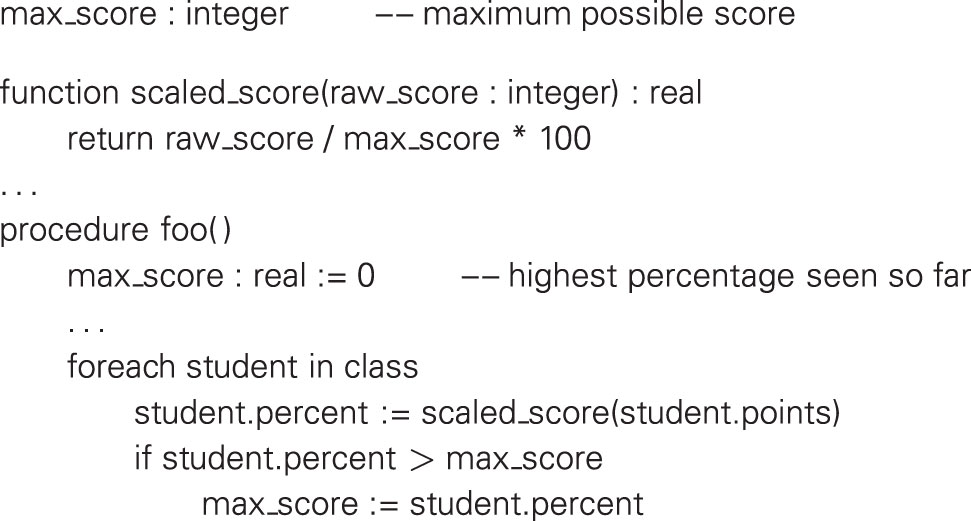 max_score : integer –– maximum possible score
function scaled_score(raw_score : integer) : real
return raw_score / max_score * 100
. . .
procedure foo()
max_score : real := 0 –– highest percentage seen so far
. . .
foreach student in class
student.percent := scaled_score(student.points)
if student.percent > max_score
max_score := student.percent